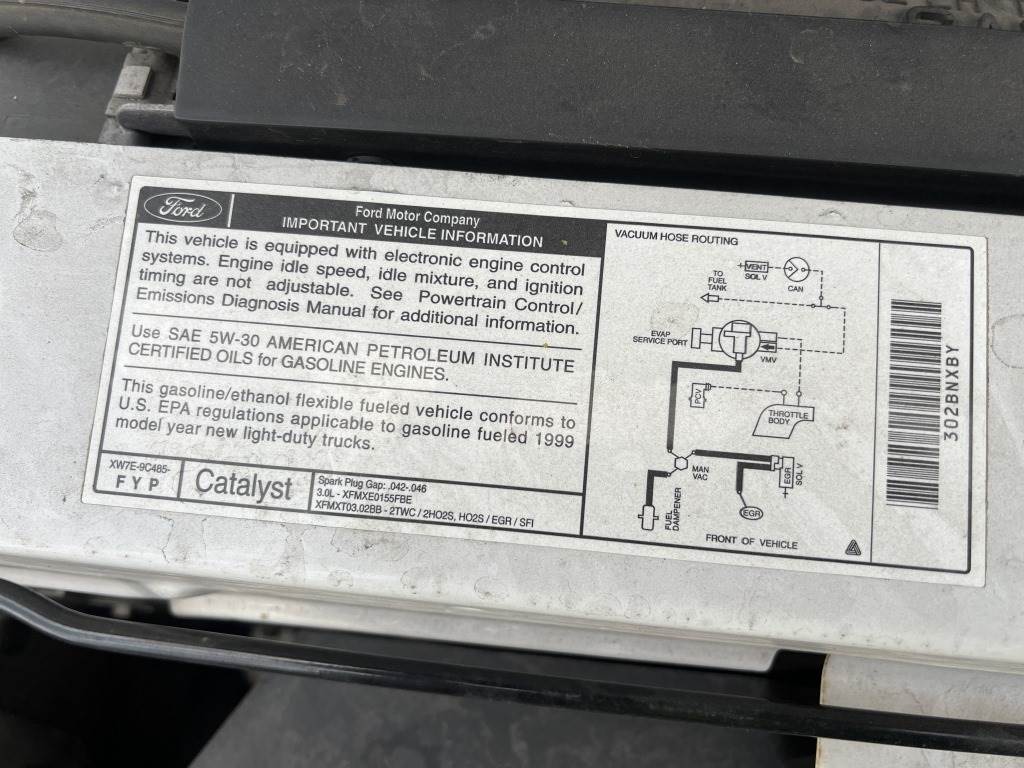 Ford
Ford Motor Company
IMPORTANT VEHICLE INFORMATION
This vehicle is equipped with electronic engine control
systems. Engine idle speed, idle mixture, and ignition
timing are not adjustable. See Powertrain Control/
Emissions Diagnosis Manual for additional information.
Use SAE 5W-30 AMERICAN PETROLEUM INSTITUTE
CERTIFIED OILS for GASOLINE ENGINES.
This gasoline/ethanol flexible fueled vehicle conforms to
U.S. EPA regulations applicable to gasoline fueled 1999
model year new light-duty trucks.
XW7E-9C485-
FYP
Catalyst
Spark Plug Gap: .042-.046
3.0L - XFMXE0155FBE
XFMXT03.02BB - 2TWC / 2HO2S, HO2S / EGR / SFI
VACUUM HOSE ROUTING
VENT
SOL V
CAN
TO
FUEL
TANK
EVAP
SERVICE PORT
VMV
PCV
THROTTLE
BODY
MAN
VAC
EGR
SOL V
FUEL
DAMPENER
EGR
FRONT OF VEHICLE
302BNXBY